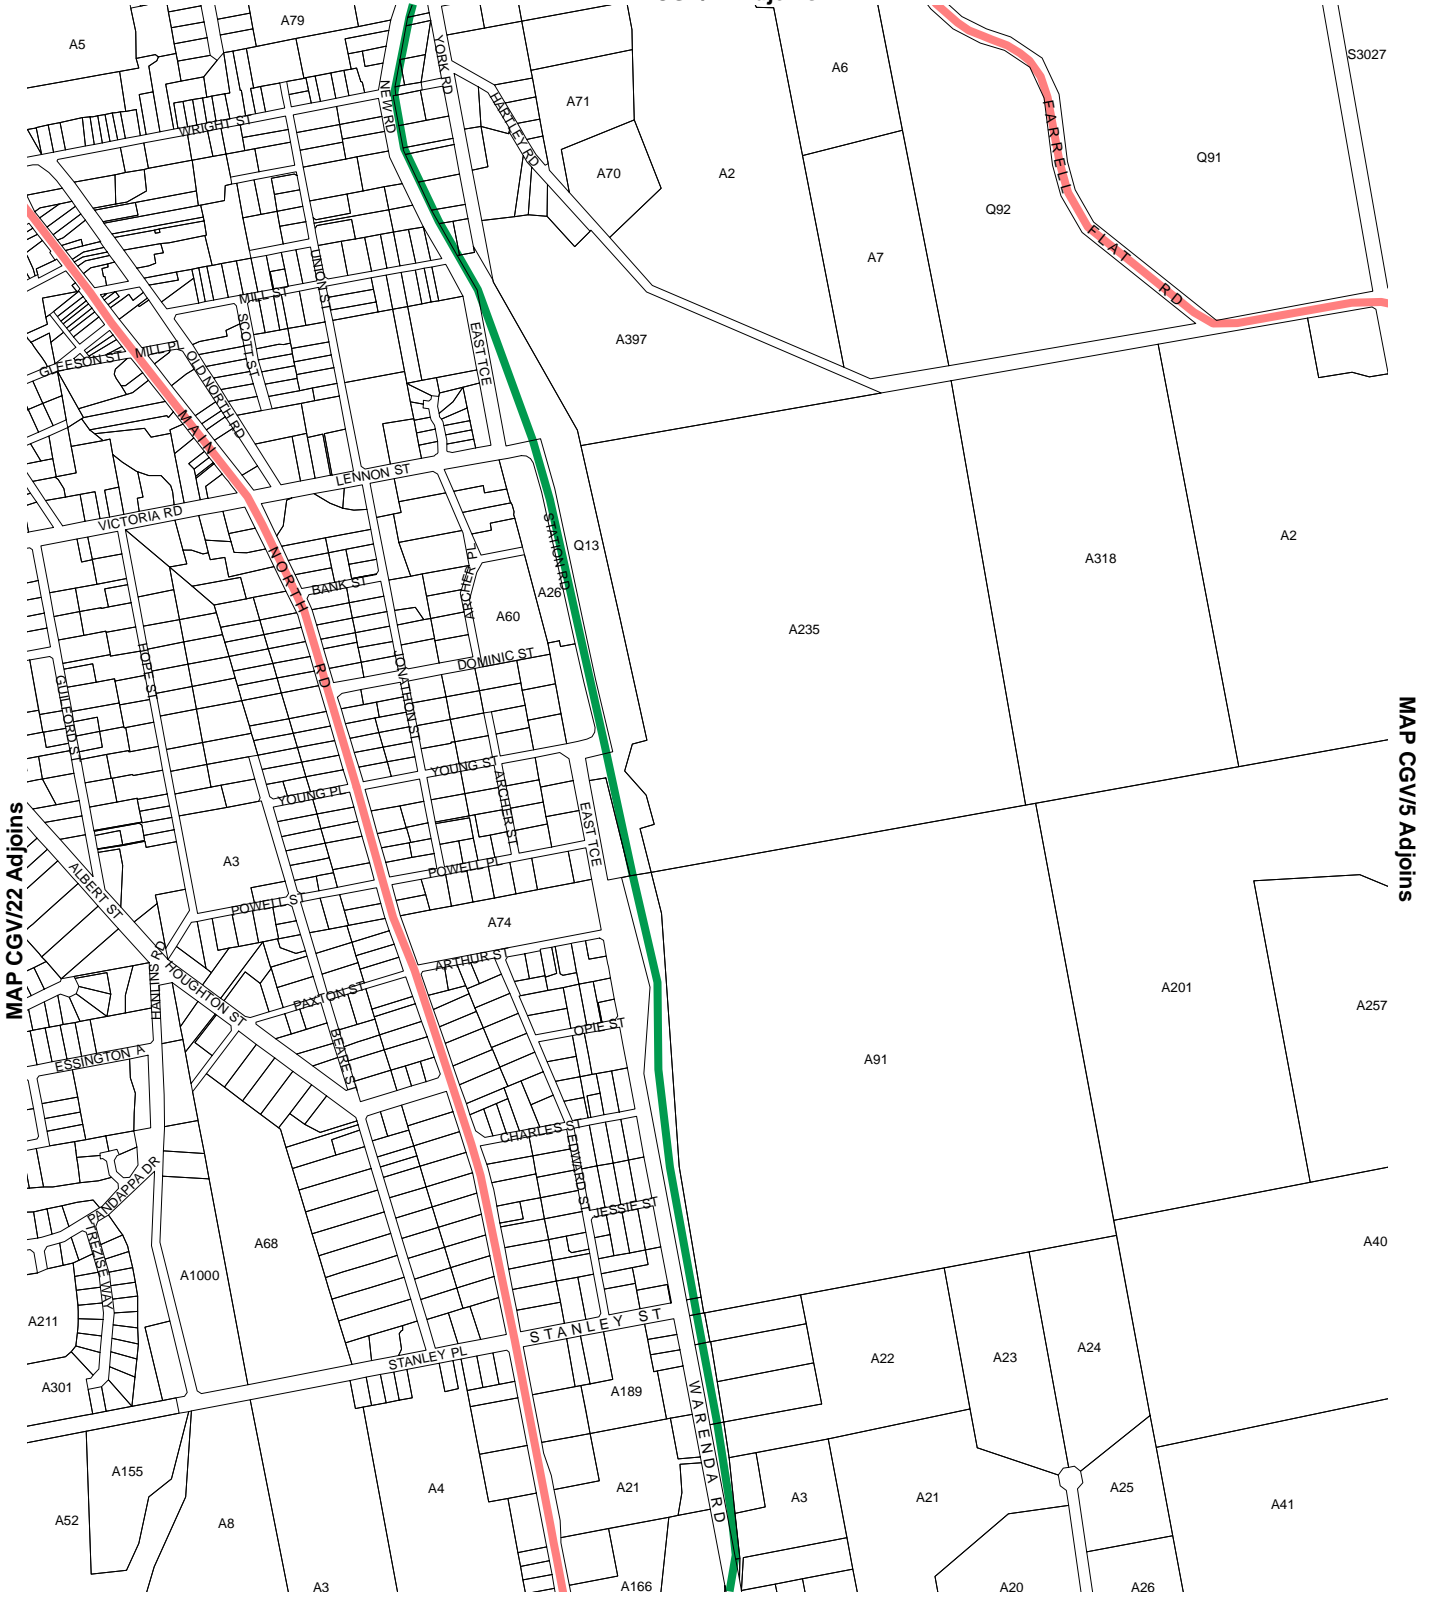 A79
A5
YORK RD
A6
S3027
NEW RD
HARTLEY RD
A71
WRIGHT ST
FARRELL
Q91
A70
A2
Q92
FLAT
A7
RD
UNION ST
MILL ST
SCOTT ST
EAST TCE
A397
MILL PL
GLEESON ST
OLD NORTH RD
MAIN
LENNON ST
VICTORIA RD
STATION RD
Q13
A2
A318
NORTH
BANK ST
ARCHER PL
A26
A60
A235
HOPE ST
JONATHON ST
DOMINIC ST
RD
GUILFORD ST
MAP CGV/5 Adjoins
YOUNG ST
YOUNG PL
ARCHER ST
EAST TCE
MAP CGV/22 Adjoins
A3
POWELL PL
ALBERT ST
POWELL ST
A74
ARTHUR ST
HANLINS RD
HOUGHTON ST
PAXTON ST
A201
A257
OPIE ST
BEARE S
ESSINGTON A
A91
CHARLES ST
EDWARD ST
PANDAPPA DR
JESSIE ST
TREZISE WAY
A68
A40
A1000
A211
STANLEY ST
A24
STANLEY PL
A22
A23
A301
A189
WARENDA RD
A155
A4
A21
A3
A21
A25
A41
A52
A8
A3
A166
A20
A26